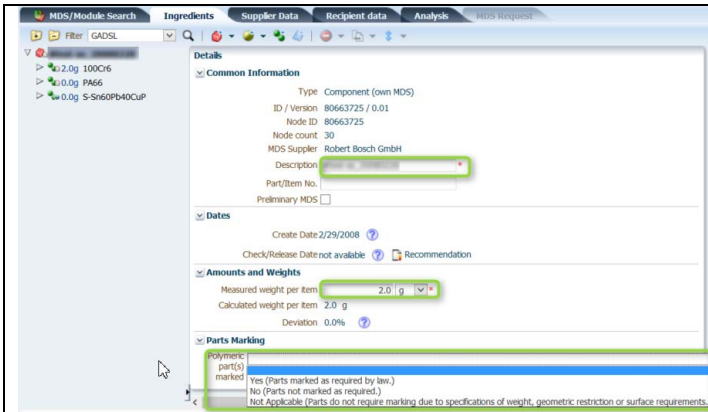 MDS/Module Search Ingredients Supplier Data Recipient data Analysis MDS Request
Filter GADSL
2.0g 100Cr6
0.0g PA66
0.0g S-Sn60Pb40CuP
Details
Common Information
Type Component (own MDS)
ID / Version 80663725 / 0.01
Node ID 80663725
Node count 30
MDS Supplier Robert Bosch GmbH
Description *
Part/Item No.
Preliminary MDS
Dates
Create Date 2/29/2008 ?
Check/Release Date not available ? Recommendation
Amounts and Weights
Measured weight per item 2.0 g *
Calculated weight per item 2.0 g
Deviation 0.0% ?
Parts Marking
Polymeric
part(s)
marked
Yes (Parts marked as required by law.)
No (Parts not marked as required.)
Not Applicable (Parts do not require marking due to specifications of weight, geometric restriction or surface requirements.